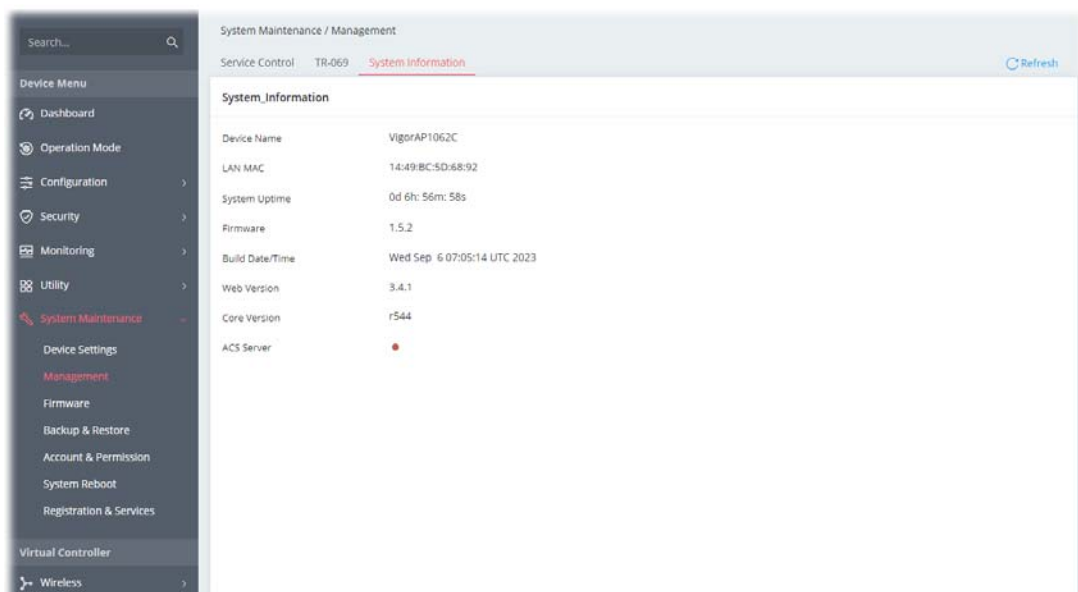 Search...
Device Menu
Dashboard
Operation Mode
Configuration
Security
Monitoring
Utility
System Maintenance
Device Settings
Management
Firmware
Backup & Restore
Account & Permission
System Reboot
Registration & Services
Virtual Controller
Wireless
System Maintenance / Management
Service Control TR-069 System Information
Refresh
System_Information
Device Name VigorAP1062C
LAN MAC 14:49:BC:5D:68:92
System Uptime 0d 6h: 56m: 58s
Firmware 1.5.2
Build Date/Time Wed Sep 6 07:05:14 UTC 2023
Web Version 3.4.1
Core Version r544
ACS Server